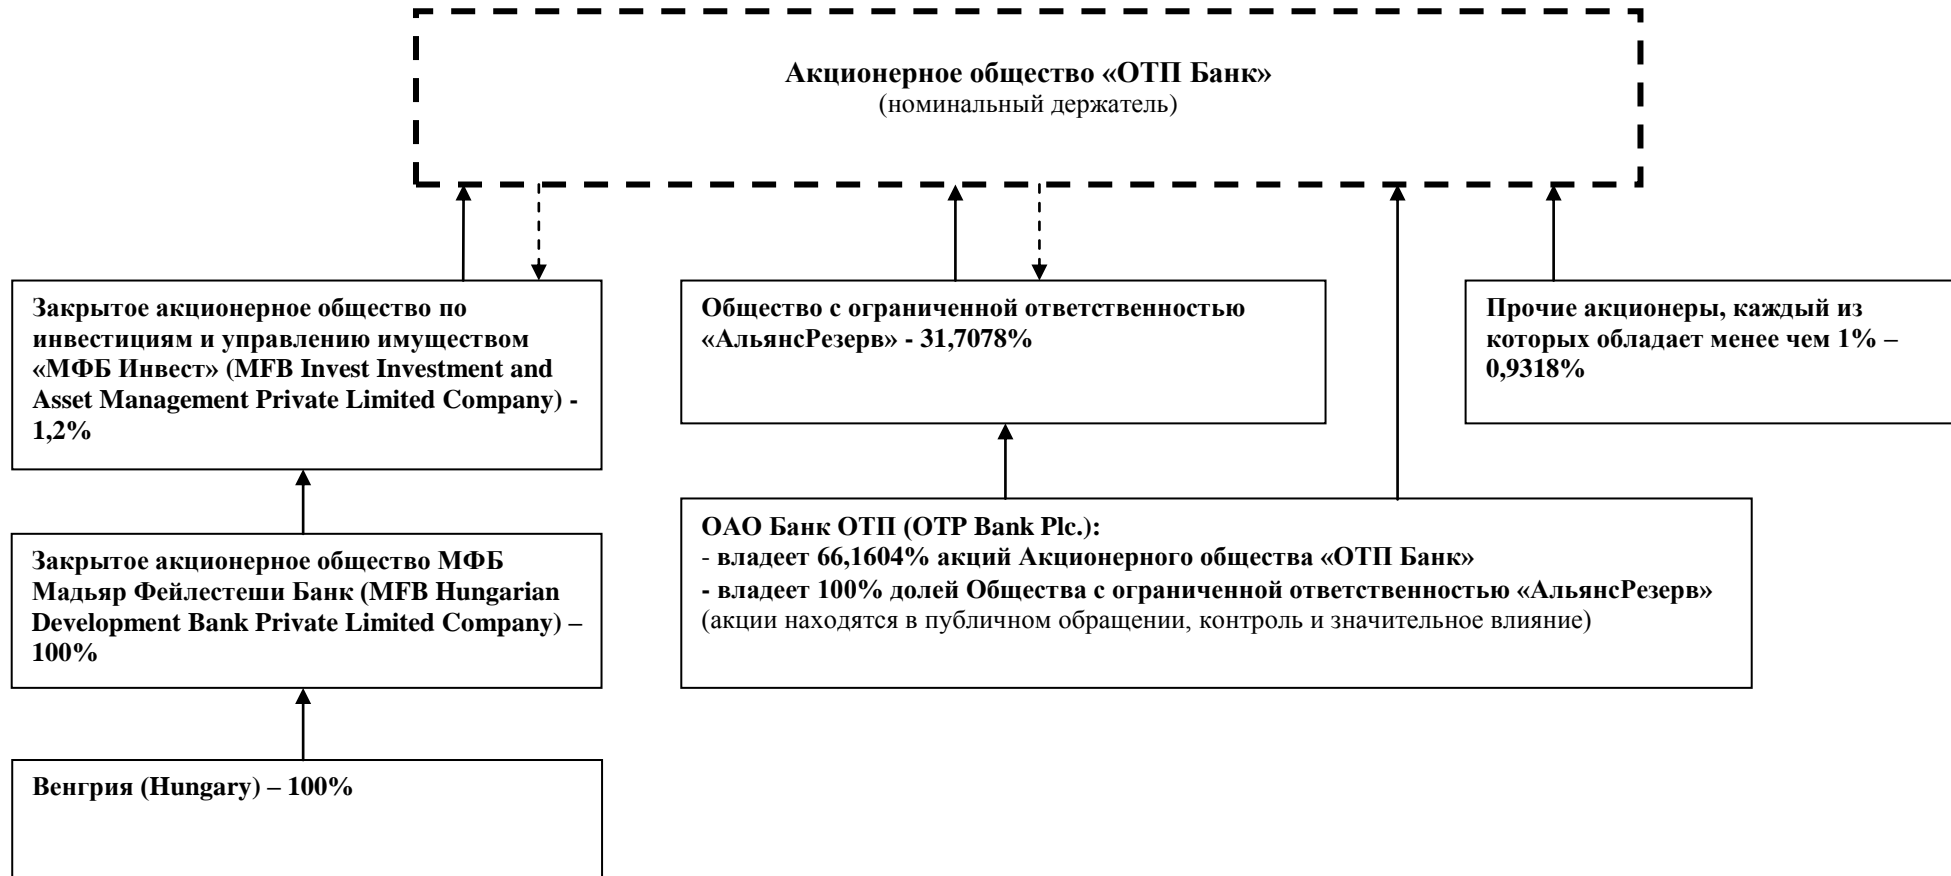 Акционерное общество «ОТП Банк»
(номинальный держатель)
Закрытое акционерное общество по
инвестициям и управлению имуществом
«МФБ Инвест» (MFB Invest Investment and
Asset Management Private Limited Company) -
1,2%
Общество с ограниченной ответственностью
«АльянсРезерв» - 31,7078%
Прочие акционеры, каждый из
которых обладает менее чем 1% –
0,9318%
Закрытое акционерное общество МФБ
Мадьяр Фейлестеши Банк (MFB Hungarian
Development Bank Private Limited Company) –
100%
ОАО Банк ОТП (OTP Bank Plc.):
- владеет 66,1604% акций Акционерного общества «ОТП Банк»
- владеет 100% долей Общества с ограниченной ответственностью «АльянсРезерв»
(акции находятся в публичном обращении, контроль и значительное влияние)
Венгрия (Hungary) – 100%